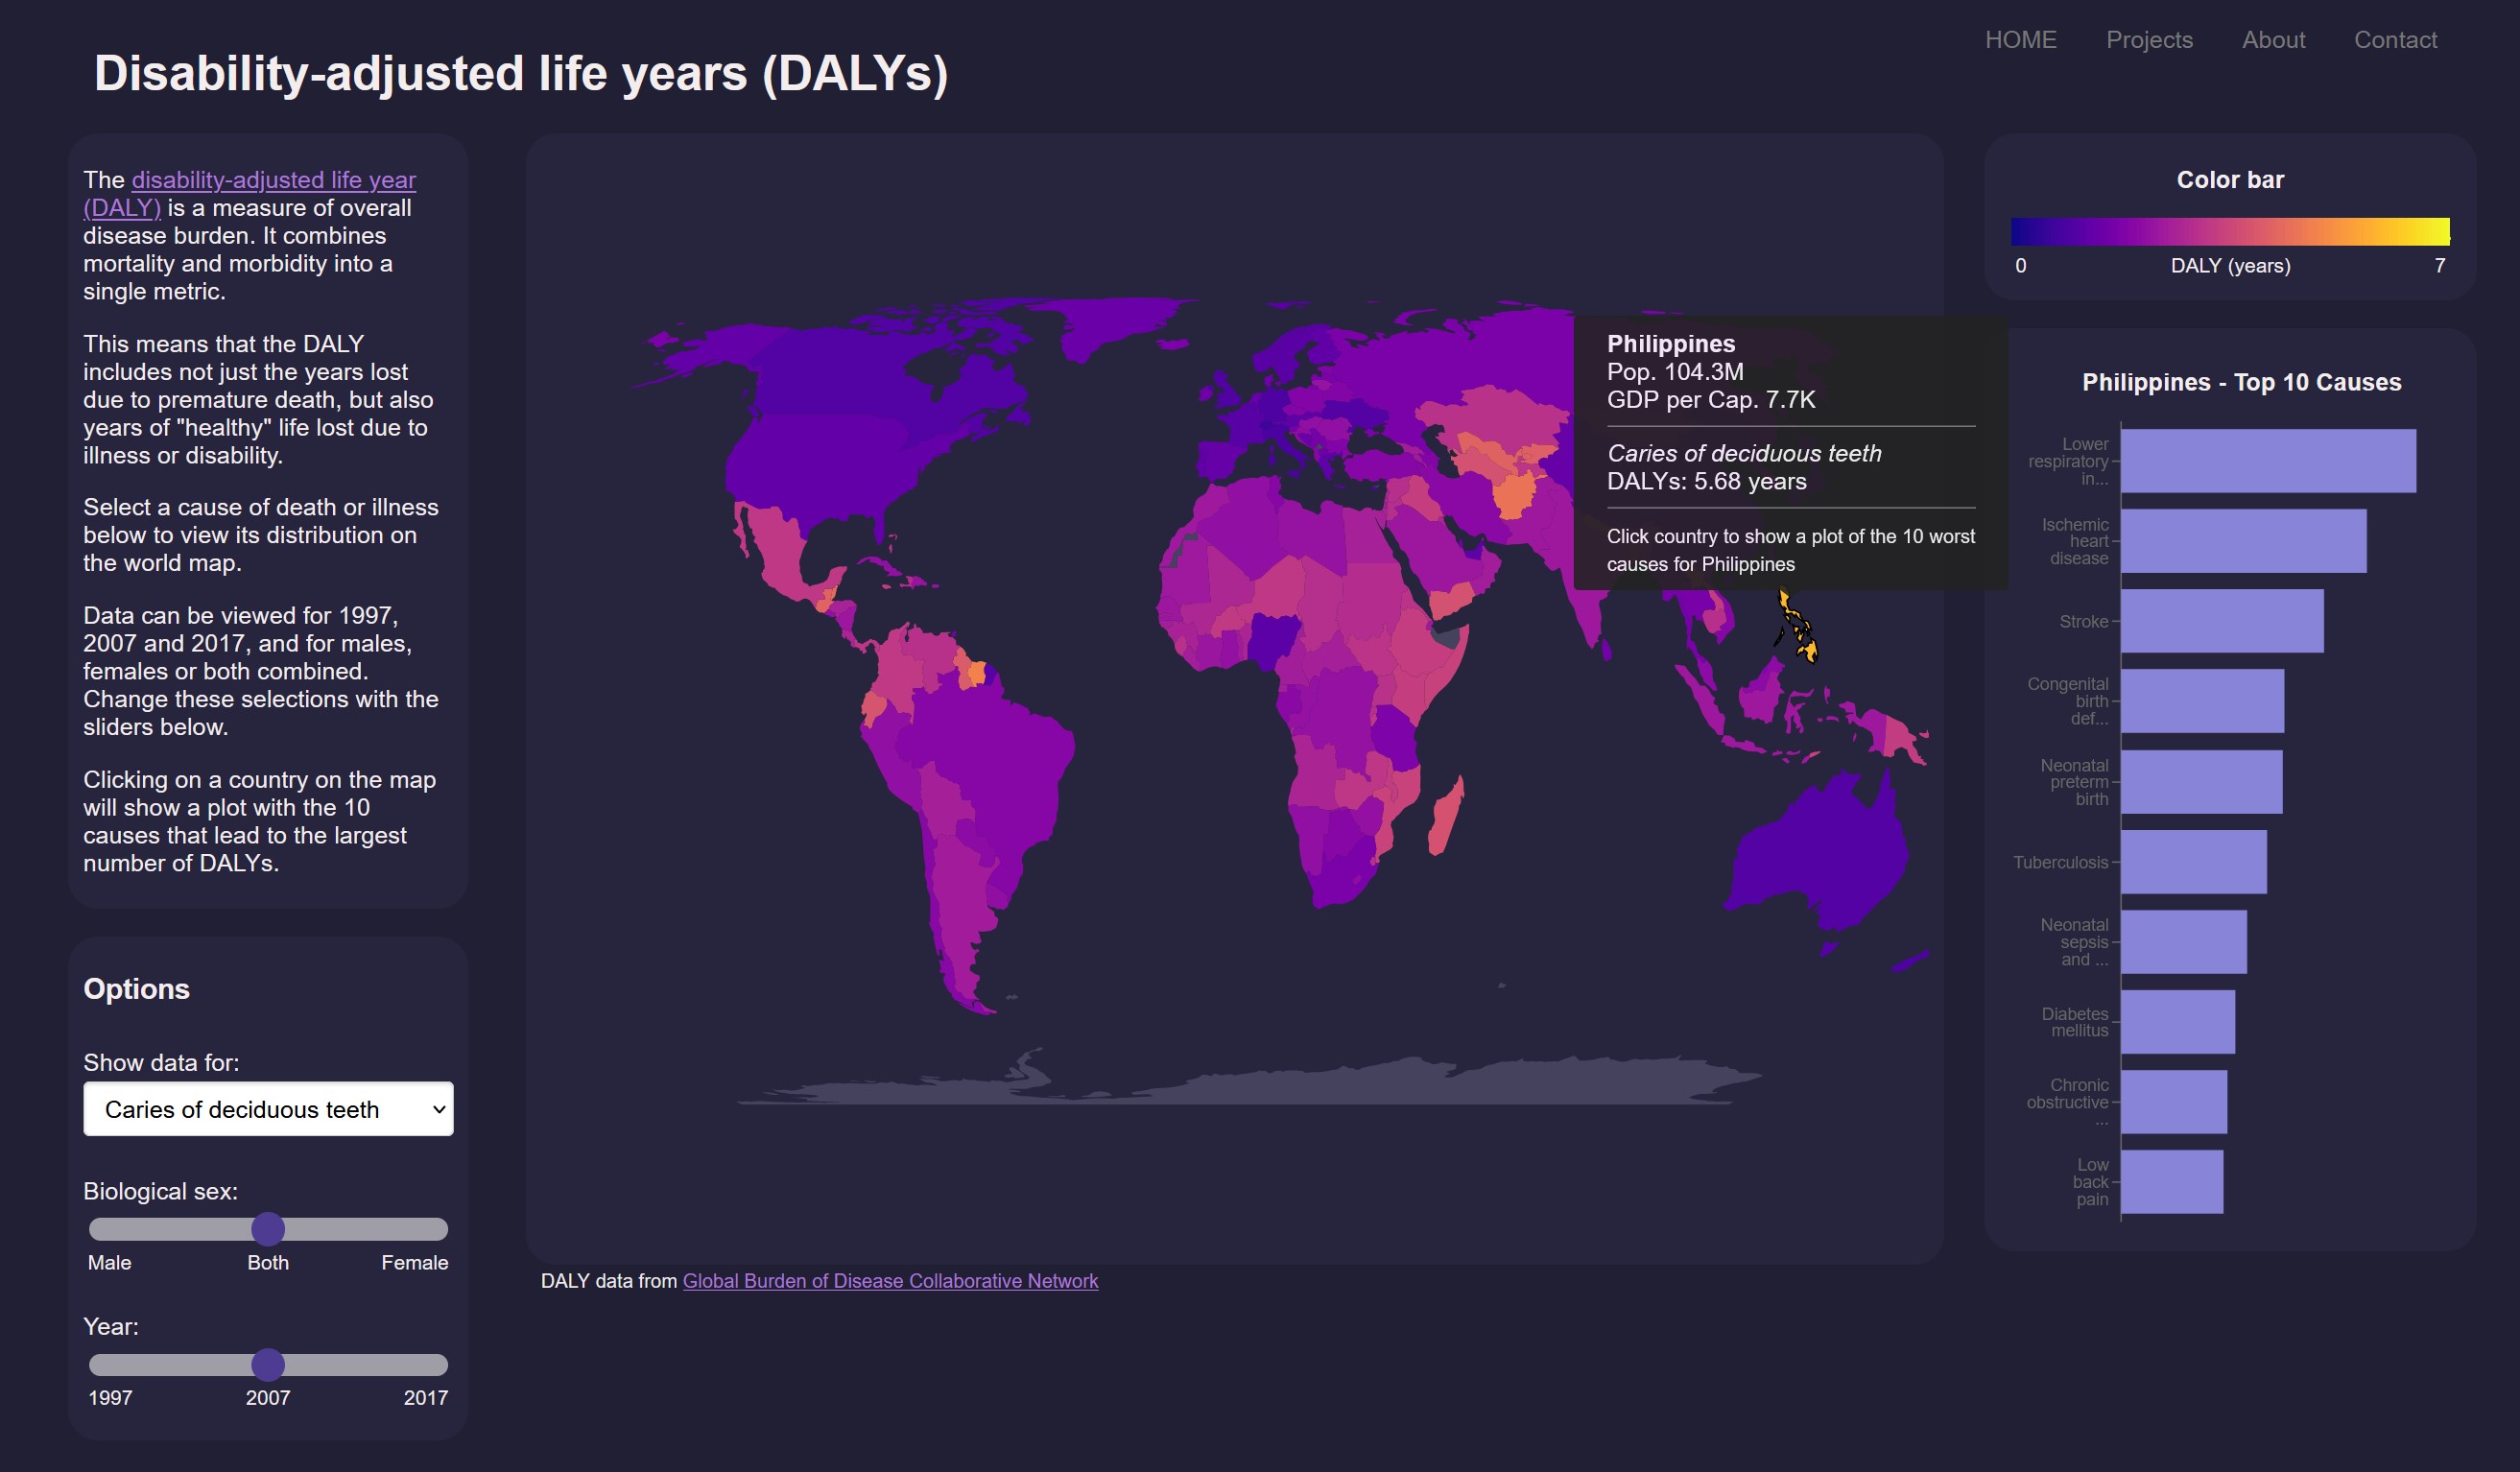 HOME Projects About Contact
Disability-adjusted life years (DALYs)
The disability-adjusted life year
(DALY) is a measure of overall
disease burden. It combines
mortality and morbidity into a
single metric.
This means that the DALY
includes not just the years lost
due to premature death, but also
years of "healthy" life lost due to
illness or disability.
Select a cause of death or illness
below to view its distribution on
the world map.
Data can be viewed for 1997,
2007 and 2017, and for males,
females or both combined.
Change these selections with the
sliders below.
Clicking on a country on the map
will show a plot with the 10
causes that lead to the largest
number of DALYs.
Options
Show data for:
Caries of deciduous teeth
Biological sex:
Male Both Female
Year:
1997 2007 2017
Philippines
Pop. 104.3M
GDP per Cap. 7.7K
Caries of deciduous teeth
DALYs: 5.68 years
Click country to show a plot of the 10 worst
causes for Philippines
DALY data from Global Burden of Disease Collaborative Network
Color bar
0 DALY (years) 7
Philippines - Top 10 Causes
Lower
respiratory
in...
Ischemic
heart
disease
Stroke
Congenital
birth
def...
Neonatal
preterm
birth
Tuberculosis
Neonatal
sepsis
and ...
Diabetes
mellitus
Chronic
obstructive
...
Low
back
pain